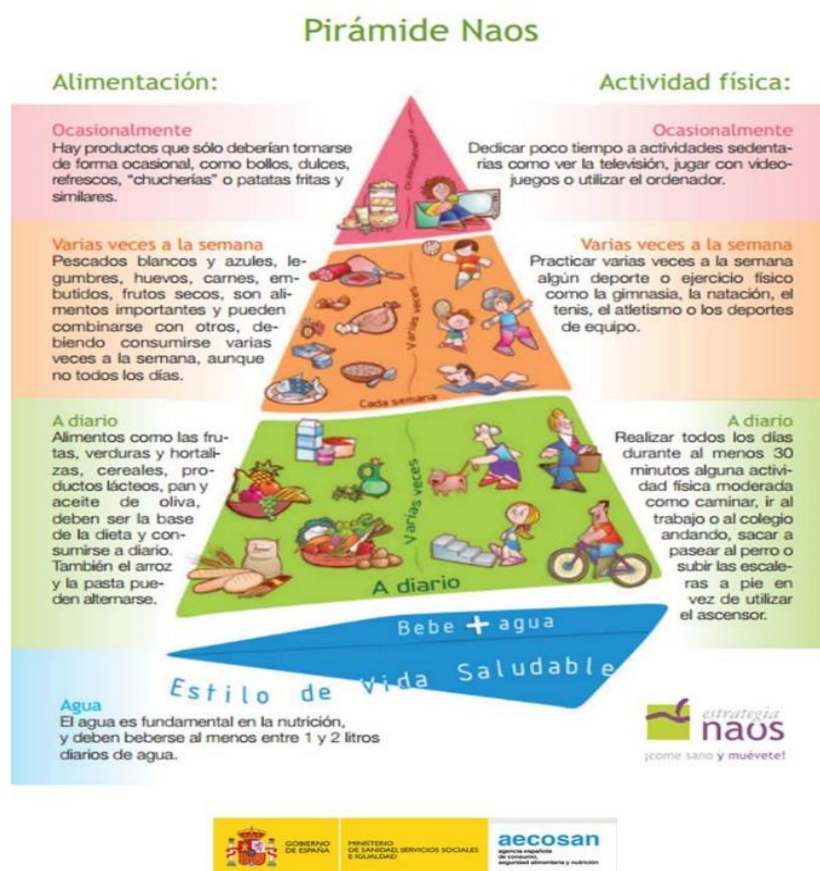 Pirámide Naos
Alimentación:
Actividad física:
Ocasionalmente
Hay productos que sólo deberían tomarse
de forma ocasional, como bollos, dulces,
refrescos, “chucherías” o patatas fritas y
similares.
Ocasionalmente
Ocasionalmente
Dedicar poco tiempo a actividades sedenta-
rias como ver la televisión, jugar con video-
juegos o utilizar el ordenador.
Varias veces a la semana
Pescados blancos y azules, le-
gumbres, huevos, carnes, em-
butidos, frutos secos, son ali-
mentos importantes y pueden
combinarse con otros, de-
biendo consumirse varias
veces a la semana, aunque
no todos los días.
Varias veces
Cada semana
Varias veces a la semana
Practicar varias veces a la semana
algún deporte o ejercicio físico
como la gimnasia, la natación, el
tenis, el atletismo o los deportes
de equipo.
A diario
Alimentos como las fru-
tas, verduras y hortali-
zas, cereales, pro-
ductos lácteos, pan y
aceite de oliva,
deben ser la base
de la dieta y con-
sumirse a diario.
También el arroz
y la pasta pue-
den alternarse.
Varias veces
A diario
A diario
Realizar todos los días
durante al menos 30
minutos alguna activi-
dad física moderada
como caminar, ir al
trabajo o al colegio
andando, sacar a
pasear al perro o
subir las escale-
ras a pie en
vez de utilizar
el ascensor.
Bebe + agua
Estilo de Vida Saludable
Agua
El agua es fundamental en la nutrición,
y deben beberse al menos entre 1 y 2 litros
diarios de agua.
estrategia
naos
¡come sano y muévete!
GOBIERNO
DE ESPAÑA
MINISTERIO
DE SANIDAD, SERVICIOS SOCIALES
E IGUALDAD
aecosan
agencia española
de consumo,
seguridad alimentaria y nutrición